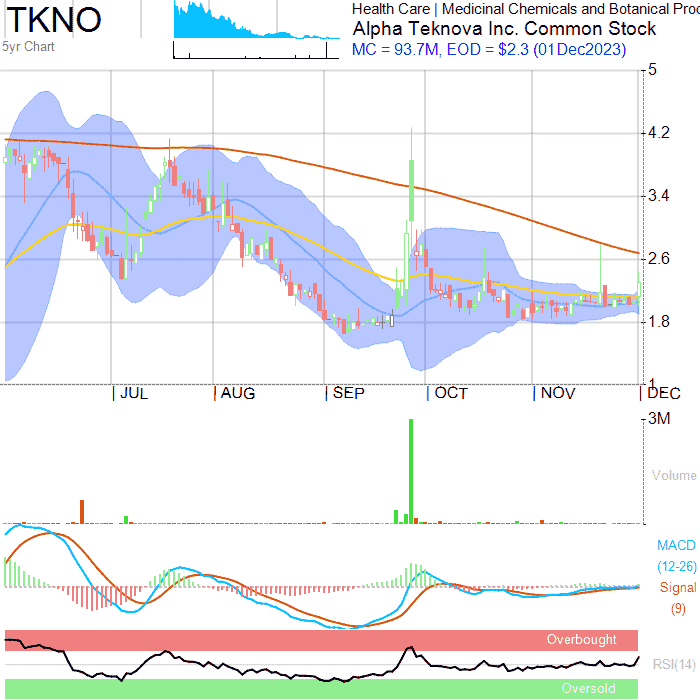 TKNO
5yr Chart
Health Care | Medicinal Chemicals and Botanical Proc
Alpha Teknova Inc. Common Stock
MC = 93.7M, EOD = $2.3 (01Dec2023)
5
4.2
3.4
2.6
1.8
1
JUL AUG SEP OCT NOV DEC
3M
Volume
MACD
(12-26)
Signal
(9)
Overbought
RSI(14)
Oversold